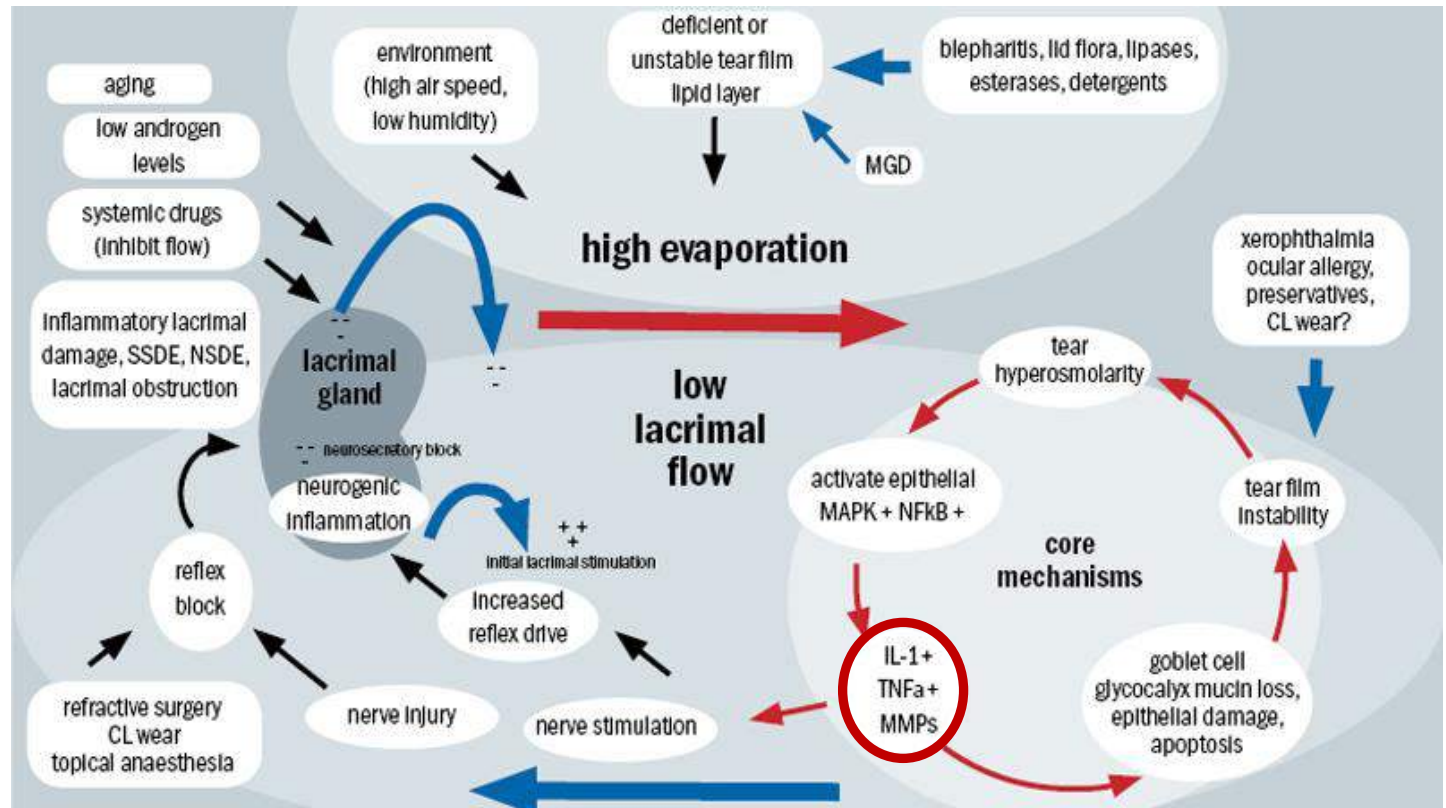 deficient or
unstable tear film
lipid layer
environment
(high air speed,
low humidity)
blepharitis, lid flora, lipases,
esterases, detergents
MGD
aging
low androgen
levels
systemic drugs
(inhibit flow)
inflammatory lacrimal
damage, SSDE, NSDE,
lacrimal obstruction
high evaporation
xerophthalmia
ocular allergy,
preservatives,
CL wear?
- -
-
lacrimal
gland
- -
-
low
lacrimal
flow
tear
hyperosmolarity
- -
-
neurosecretory block
neurogenic
inflammation
+ +
+
initial lacrimal stimulation
activate epithelial
MAPK + NFkB +
tear film
instability
core
mechanisms
reflex
block
increased
reflex drive
IL-1+
TNFa+
MMPs
goblet cell
glycocalyx mucin loss,
epithelial damage,
apoptosis
refractive surgery
CL wear
topical anaesthesia
nerve injury
nerve stimulation